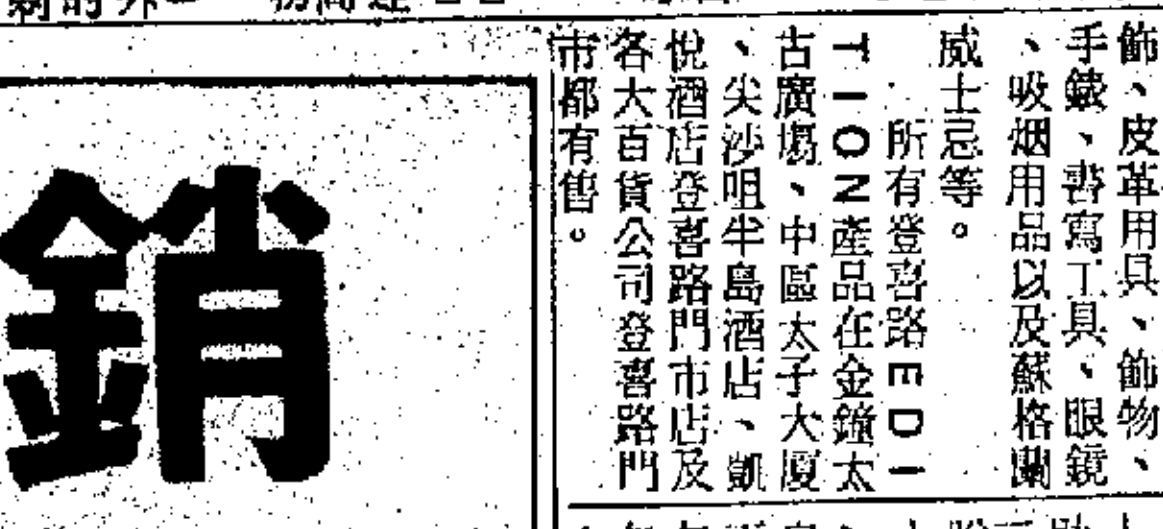 飾、皮革用具、飾物、
手錶、書寫工具、眼鏡
、吸烟用品以及蘇格蘭
威士忌等。
所有登喜路EDI
TION產品在金鐘太
古廣場、中區太子大廈
、尖沙咀半島酒店、凱
悅酒店登喜路門市店及
各大百貨公司登喜路門
市都有售。
銷